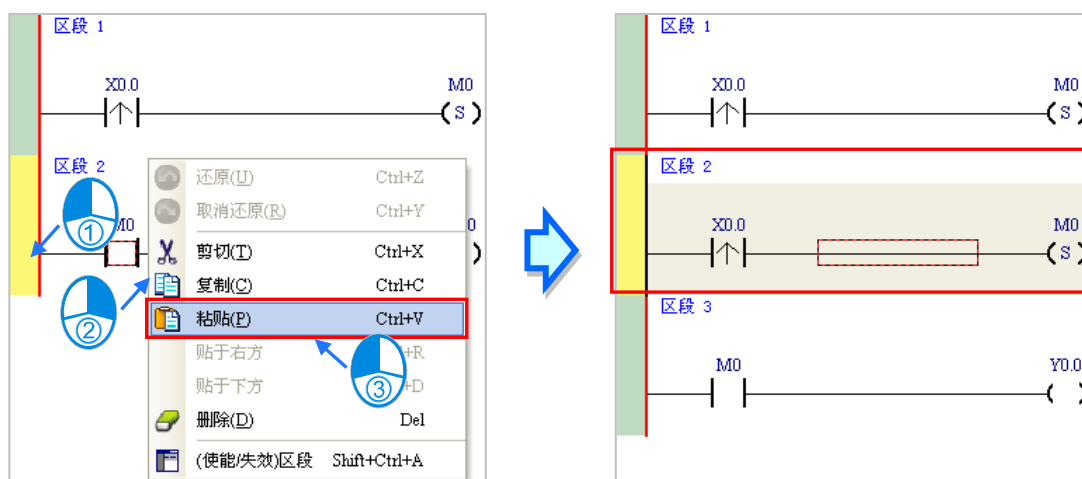 区段 1
X0.0 M0
S
区段 2
M0 0
①
还原(U) Ctrl+Z
取消还原(R) Ctrl+Y
剪切(T) Ctrl+X
复制(C) Ctrl+C
②
粘贴(P) Ctrl+V
贴于右方 +R
贴于下方 +D
③
删除(D) Del
(使能/失效)区段 Shift+Ctrl+A
区段 1
X0.0 M0
S
区段 2
X0.0 M0
S
区段 3
M0 Y0.0